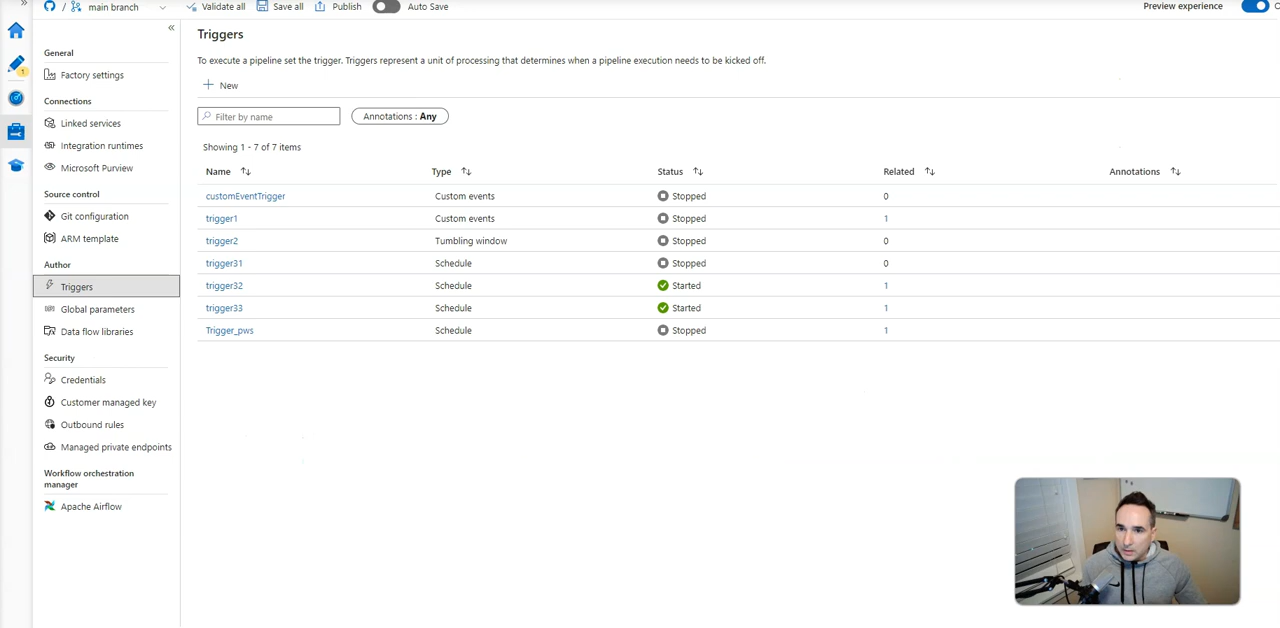 / main branch Validate all Save all Publish Auto Save Preview experience
1
General
Factory settings
Connections
Linked services
Integration runtimes
Microsoft Purview
Source control
Git configuration
ARM template
Author
Triggers
Global parameters
Data flow libraries
Security
Credentials
Customer managed key
Outbound rules
Managed private endpoints
Workflow orchestration
manager
Apache Airflow
Triggers
To execute a pipeline set the trigger. Triggers represent a unit of processing that determines when a pipeline execution needs to be kicked off.
New
Filter by name Annotations : Any
Showing 1 - 7 of 7 items
Name Type Status Related Annotations
customEventTrigger Custom events Stopped 0
trigger1 Custom events Stopped 1
trigger2 Tumbling window Stopped 0
trigger31 Schedule Stopped 0
trigger32 Schedule Started 1
trigger33 Schedule Started 1
Trigger_pws Schedule Stopped 1